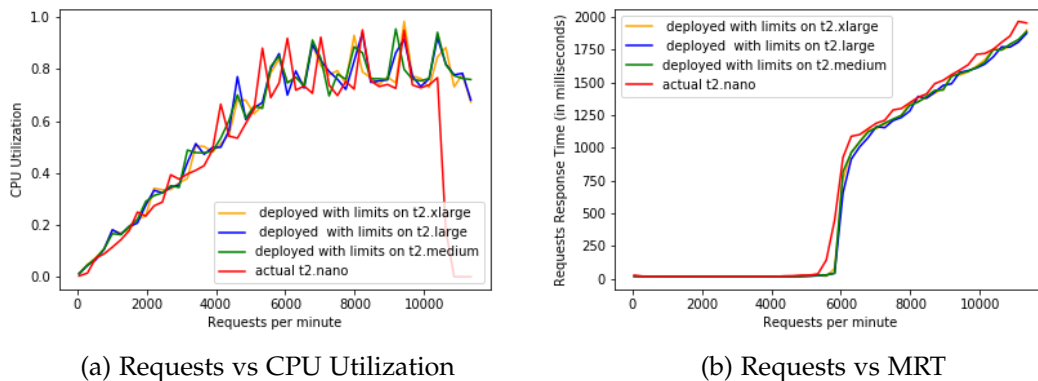 1.0
0.8
0.6
0.4
0.2
0.0
CPU Utilization
deployed with limits on t2.xlarge
deployed with limits on t2.large
deployed with limits on t2.medium
actual t2.nano
0 2000 4000 6000 8000 10000
Requests per minute
(a) Requests vs CPU Utilization
2000
1750
1500
1250
1000
750
500
250
0
Requests Response Time (in milliseconds)
deployed with limits on t2.xlarge
deployed with limits on t2.large
deployed with limits on t2.medium
actual t2.nano
0 2000 4000 6000 8000 10000
Requests per minute
(b) Requests vs MRT